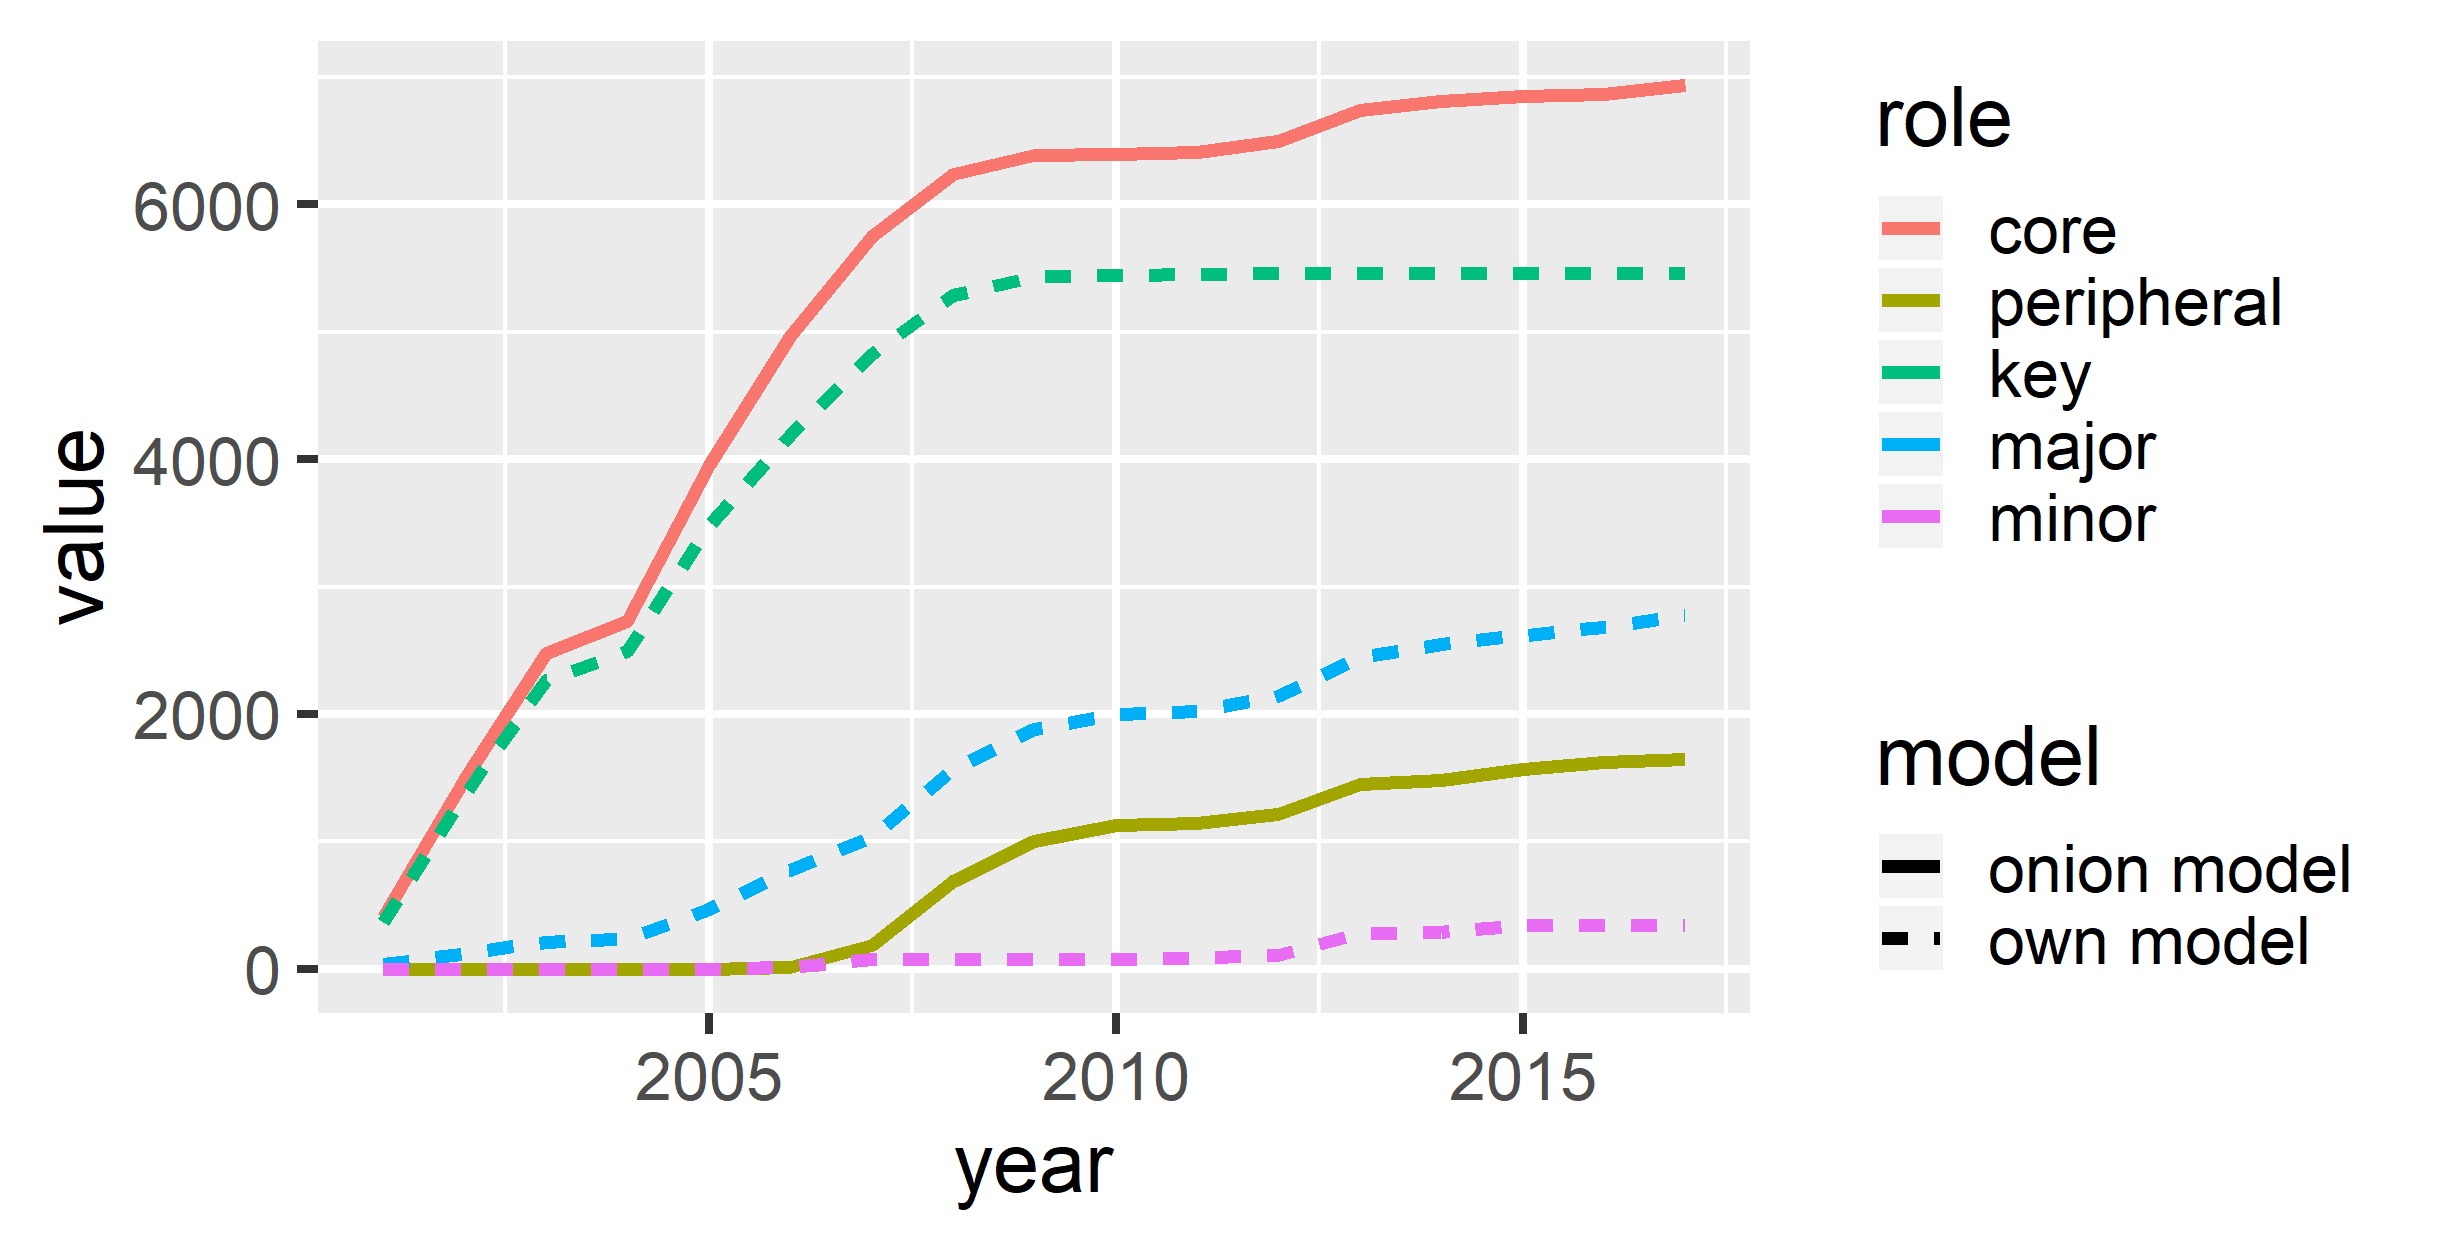 value
6000
4000
2000
0
2005
2010
2015
year
role
core
peripheral
key
major
minor
model
onion model
own model